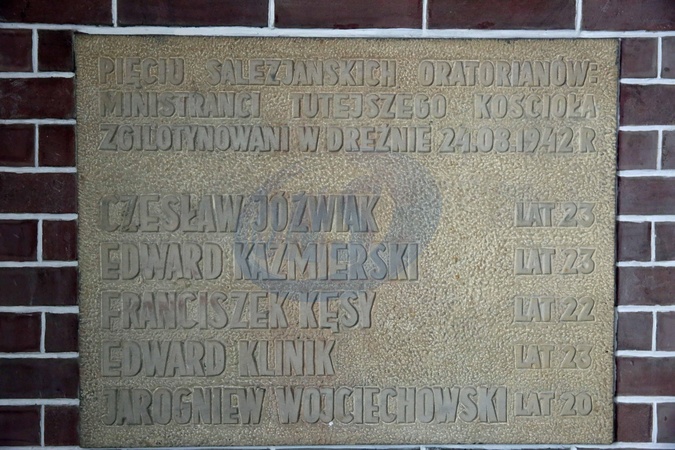 PIĘCIU SALEZJAŃSKICH ORATORIANÓW:
MINISTRANCI TUTEJSZEGO KOŚCIOŁA
ZGILOTYNOWANI W DREŹNIE 24.08.1942 R
CZESŁAW JÓŹWIAK LAT 23
EDWARD KAŹMIERSKI LAT 23
FRANCISZEK KĘSY LAT 22
EDWARD KLINIK LAT 23
JAROGNIEW WOJCIECHOWSKI LAT 20